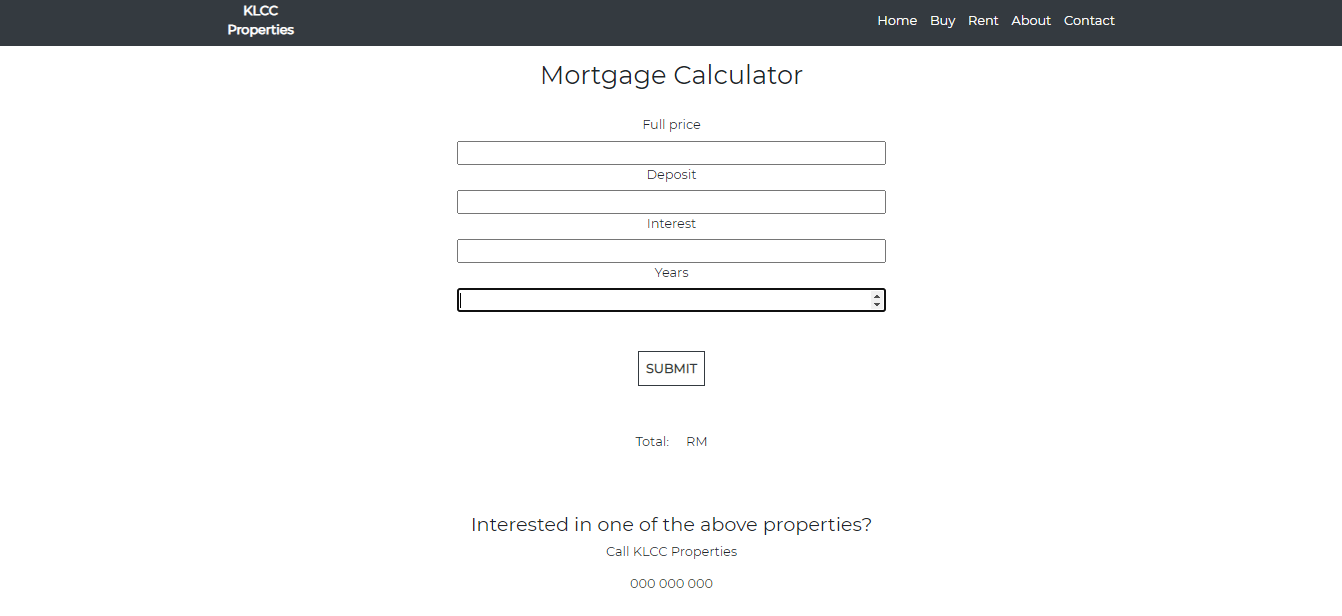 KLCC
Properties
Home Buy Rent About Contact
Mortgage Calculator
Full price
Deposit
Interest
Years
SUBMIT
Total: RM
Interested in one of the above properties?
Call KLCC Properties
000 000 000